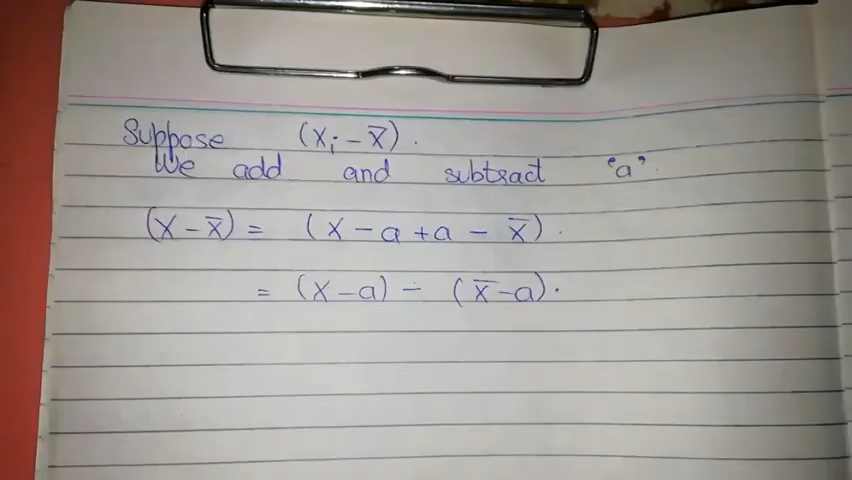 Suppose (Xᵢ - x̅).
We add and subtract "a".
(X - x̅) = (X - a + a - x̅).
= (X - a) - (x̅ - a).